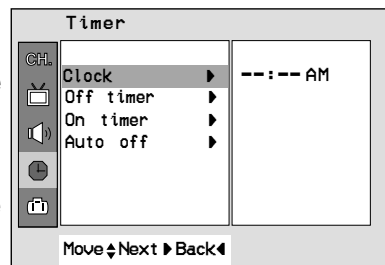 Timer
CH.
Clock ▶ --:-- AM
Off timer ▶
On timer ▶
Auto off ▶
Move ▲▼ Next ▶ Back ◀